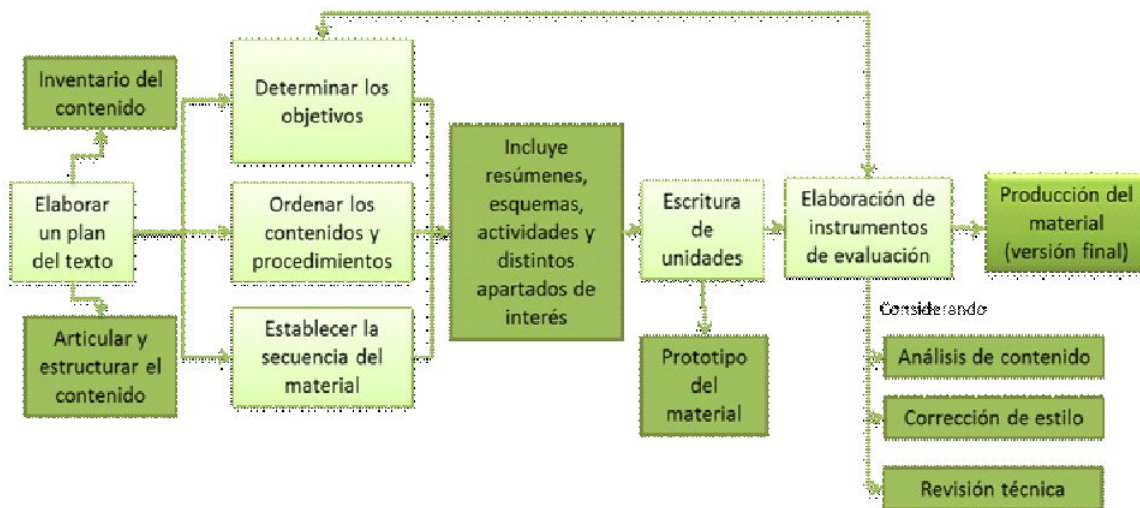 Inventario del
contenido
Elaborar
un plan
del texto
Articular y
estructurar el
contenido
Determinar los
objetivos
Ordenar los
contenidos y
procedimientos
Establecer la
secuencia del
material
Incluye
resúmenes,
esquemas,
actividades y
distintos
apartados de
interés
Escritura
de
unidades
Prototipo
del
material
Elaboración de
instrumentos
de evaluación
Considerando
Análisis de contenido
Corrección de estilo
Revisión técnica
Producción del
material
(versión final)